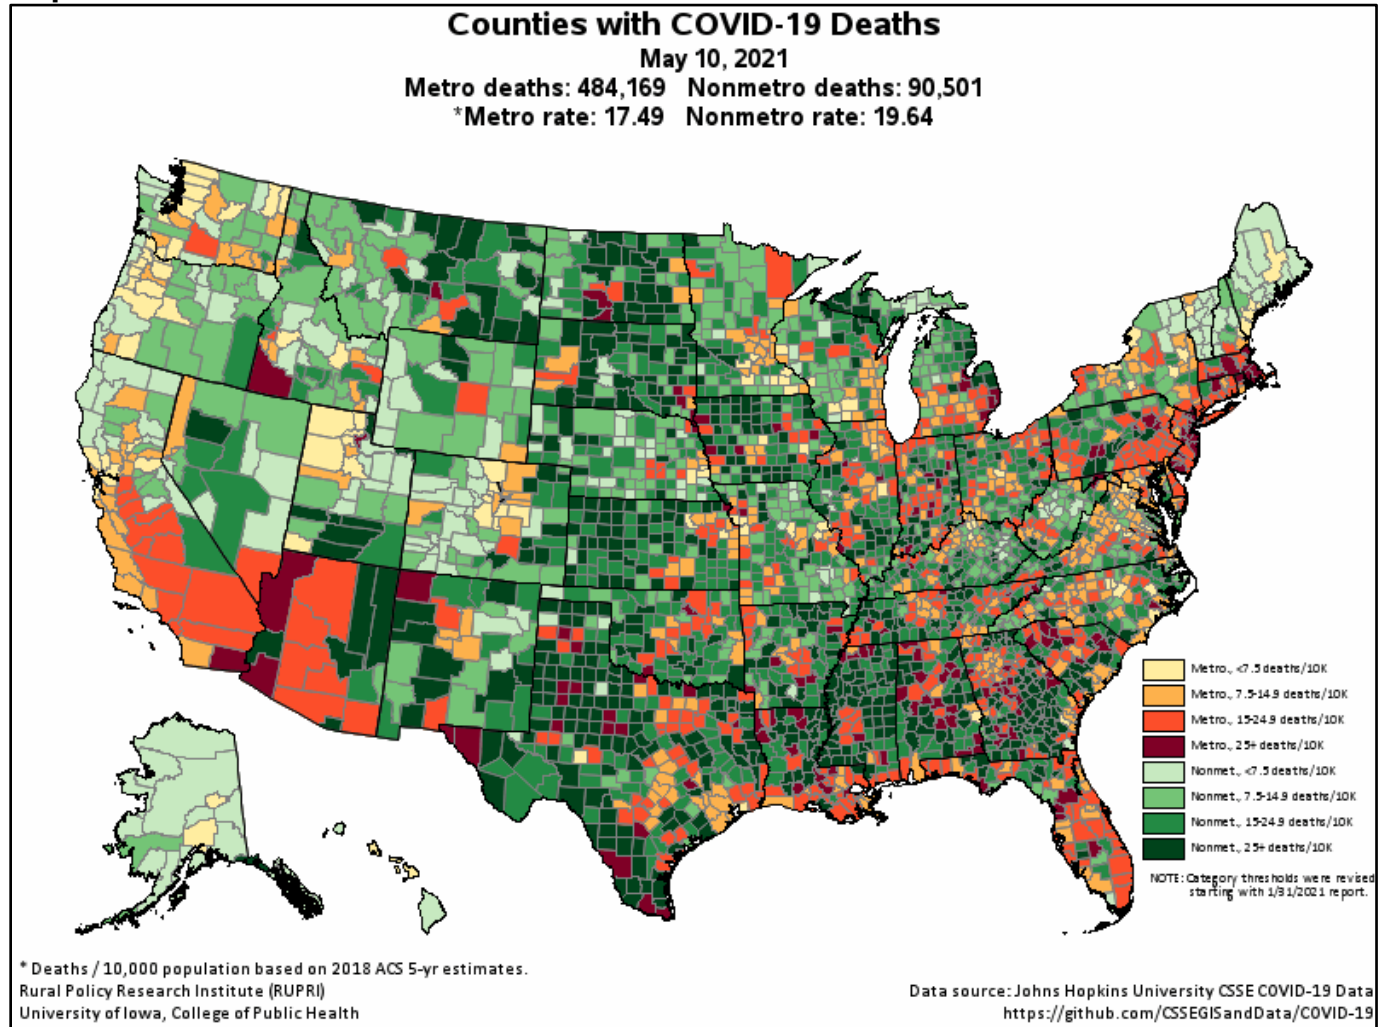 Counties with COVID-19 Deaths
May 10, 2021
Metro deaths: 484,169 Nonmetro deaths: 90,501
*Metro rate: 17.49 Nonmetro rate: 19.64
Metro., <7.5 deaths/10K
Metro., 7.5-14.9 deaths/10K
Metro., 15-24.9 deaths/10K
Metro., 25+ deaths/10K
Nonmet., <7.5 deaths/10K
Nonmet., 7.5-14.9 deaths/10K
Nonmet., 15-24.9 deaths/10K
Nonmet., 25+ deaths/10K
NOTE: Category thresholds were revised
starting with 1/31/2021 report.
* Deaths / 10,000 population based on 2018 ACS 5-yr estimates.
Rural Policy Research Institute (RUPRI)
University of Iowa, College of Public Health
Data source: Johns Hopkins University CSSE COVID-19 Data
https://github.com/CSSEGISandData/COVID-19